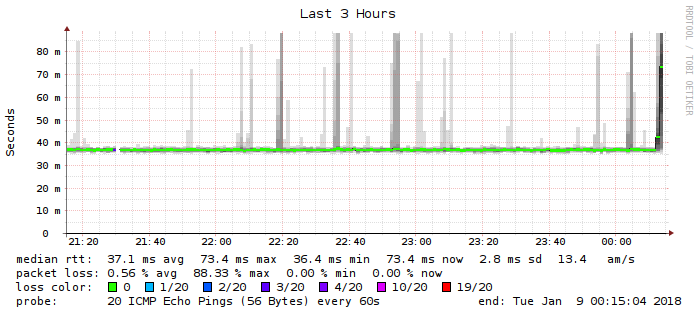 Last 3 Hours
RRDTOOL / TOBI OETIKER
Seconds
80 m
70 m
60 m
50 m
40 m
30 m
20 m
10 m
0
21:20 21:40 22:00 22:20 22:40 23:00 23:20 23:40 00:00
median rtt: 37.1 ms avg 73.4 ms max 36.4 ms min 73.4 ms now 2.8 ms sd 13.4 am/s
packet loss: 0.56 % avg 88.33 % max 0.00 % min 0.00 % now
loss color: 0 1/20 2/20 3/20 4/20 10/20 19/20
probe: 20 ICMP Echo Pings (56 Bytes) every 60s end: Tue Jan 9 00:15:04 2018